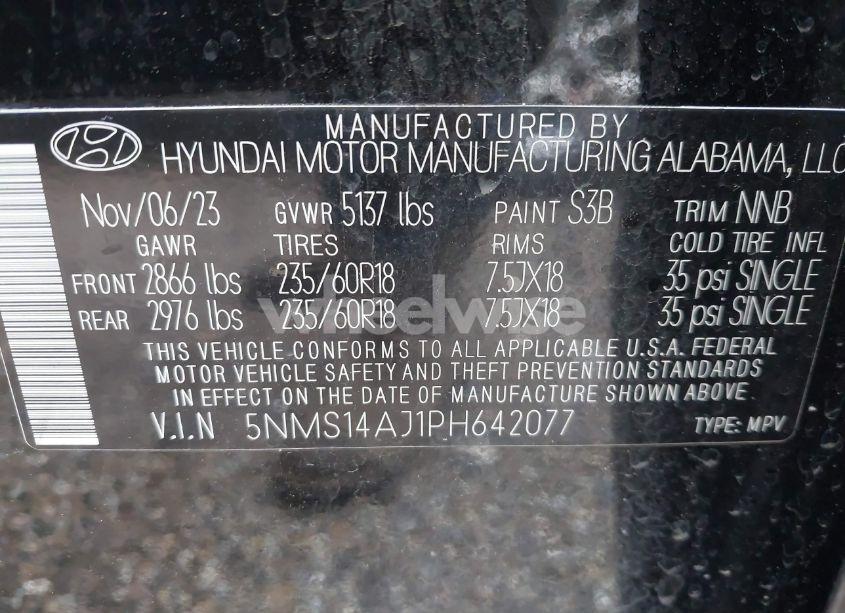 MANUFACTURED BY
HYUNDAI MOTOR MANUFACTURING ALABAMA, LLC
Nov/06/23 GVWR 5137 lbs PAINT S3B TRIM NNB
GAWR TIRES RIMS COLD TIRE INFL
FRONT 2866 lbs 235/60R18 7.5JX18 35 psi SINGLE
REAR 2976 lbs 235/60R18 7.5JX18 35 psi SINGLE
wheelwise
THIS VEHICLE CONFORMS TO ALL APPLICABLE U.S.A. FEDERAL
MOTOR VEHICLE SAFETY AND THEFT PREVENTION STANDARDS
IN EFFECT ON THE DATE OF MANUFACTURE SHOWN ABOVE
V.I.N 5NMS14AJ1PH642077 TYPE: MPV